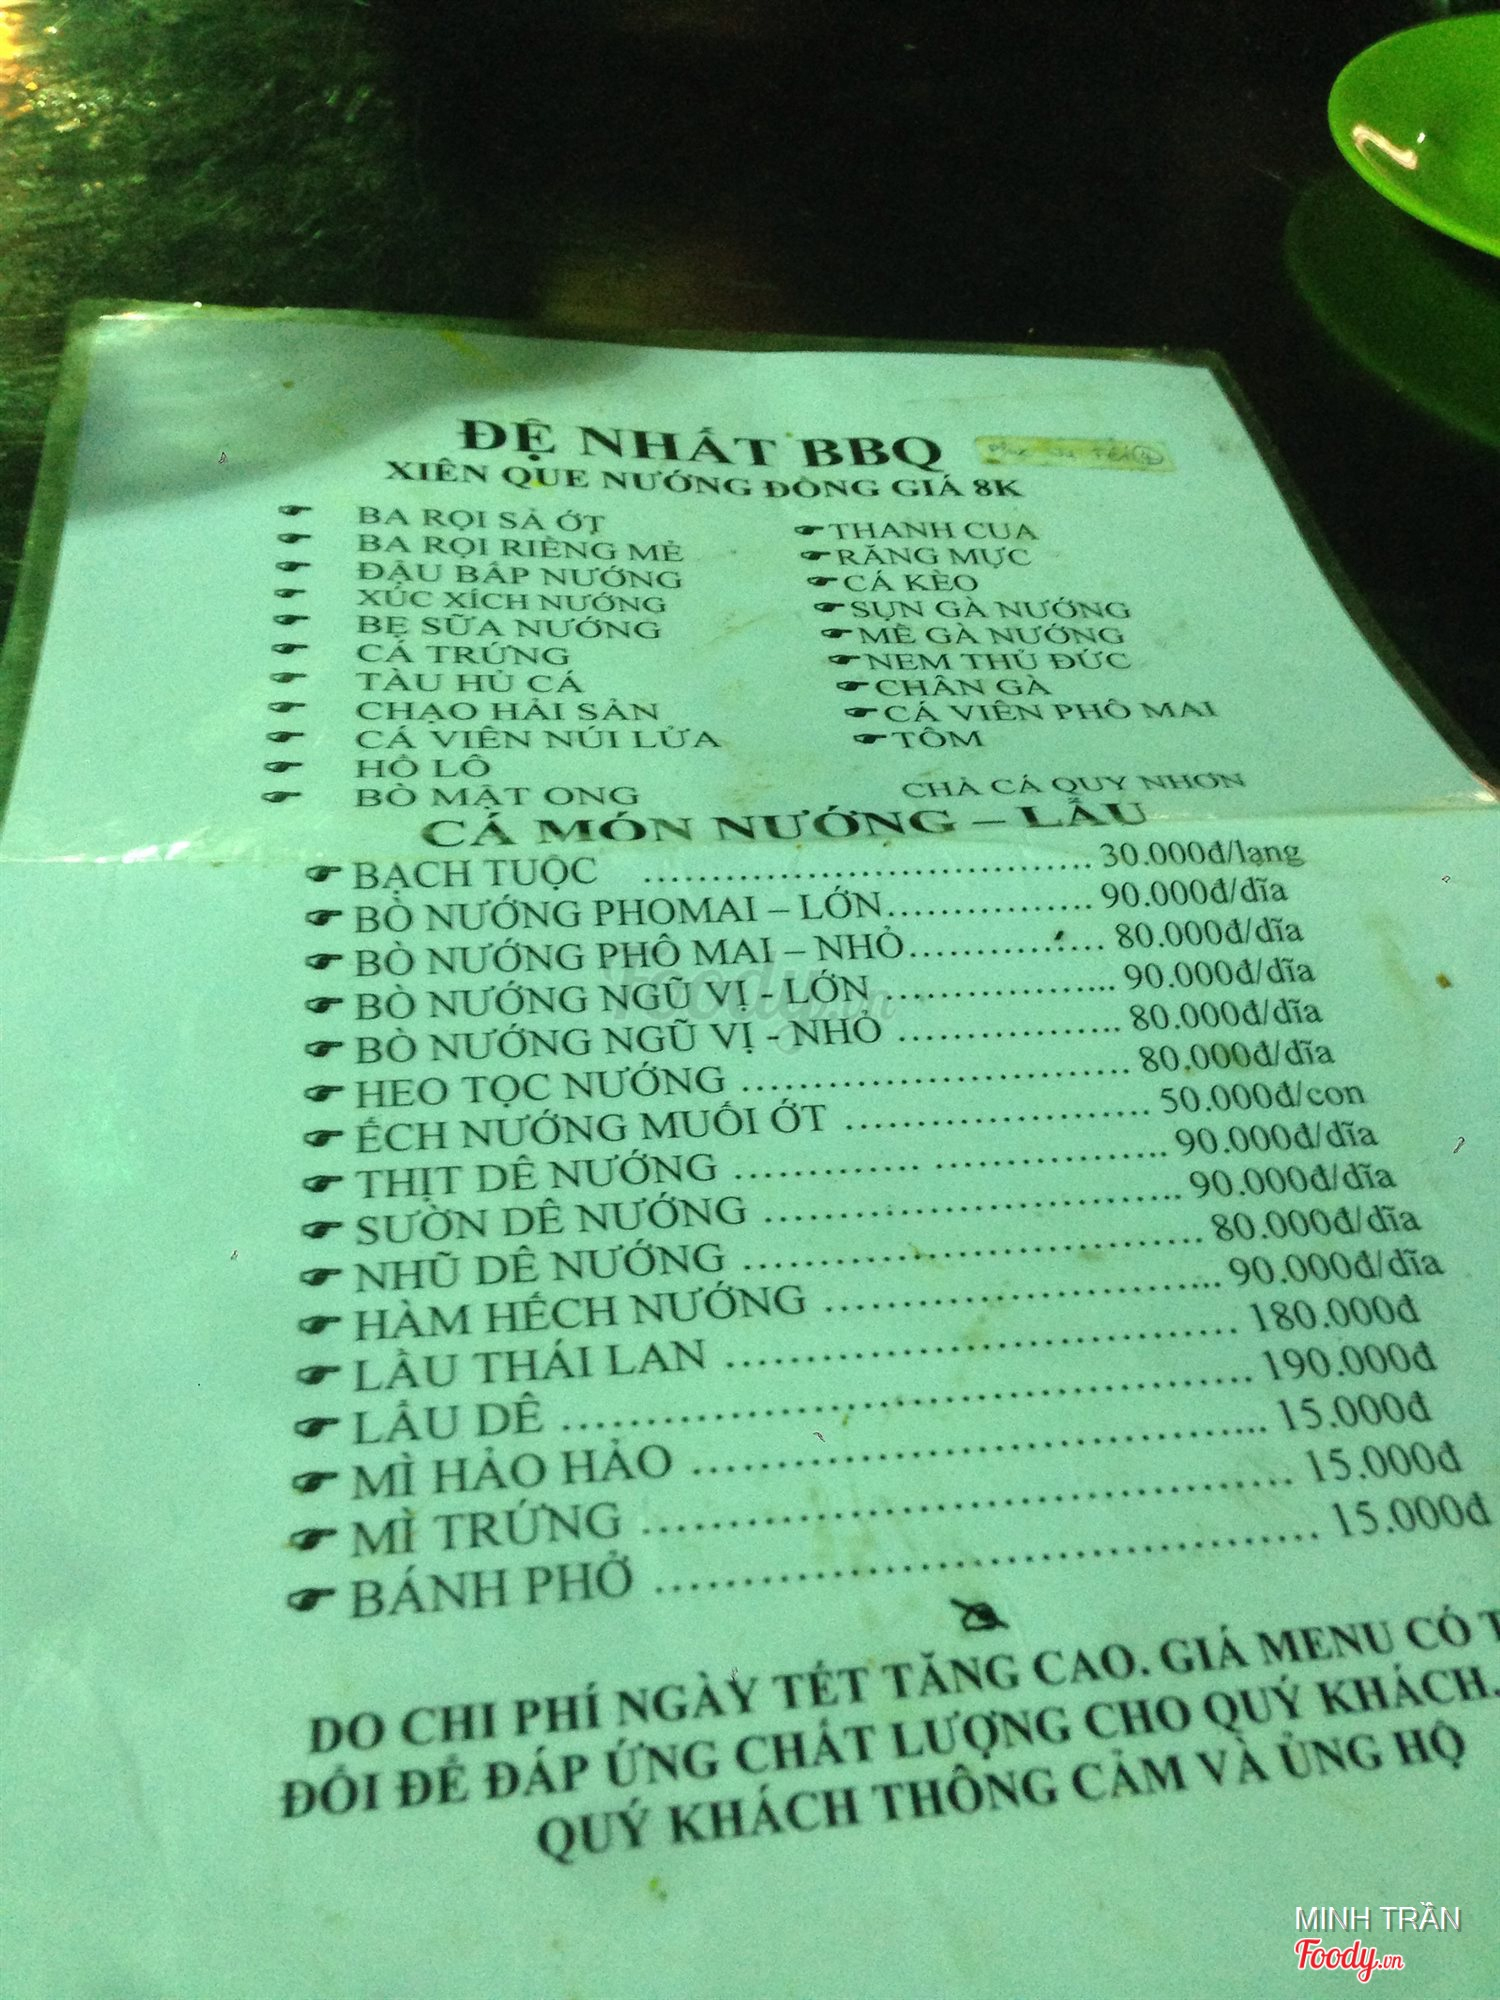 ĐỆ NHẤT BBQ
XIÊN QUE NƯỚNG ĐỒNG GIÁ 8K
BA RỌI SẢ ỚT
BA RỌI RIỀNG MẺ
ĐẬU BẮP NƯỚNG
XÚC XÍCH NƯỚNG
BẸ SỮA NƯỚNG
CÁ TRỨNG
TÀU HỦ CÁ
CHẠO HẢI SẢN
CÁ VIÊN NÚI LỬA
HỒ LÔ
BÒ MẬT ONG
THANH CUA
RĂNG MỰC
CÁ KÈO
SỤN GÀ NƯỚNG
MỀ GÀ NƯỚNG
NEM THỦ ĐỨC
CHÂN GÀ
CÁ VIÊN PHÔ MAI
TÔM
CHẢ CÁ QUY NHƠN
CÁ MÓN NƯỚNG – LẨU
BẠCH TUỘC ........................................ 30.000đ/lạng
BÒ NƯỚNG PHOMAI – LỚN.................. 90.000đ/dĩa
BÒ NƯỚNG PHÔ MAI – NHỎ................. 80.000đ/dĩa
BÒ NƯỚNG NGŨ VỊ - LỚN .................... 90.000đ/dĩa
BÒ NƯỚNG NGŨ VỊ - NHỎ ................... 80.000đ/dĩa
HEO TỌC NƯỚNG ................................. 80.000đ/dĩa
ẾCH NƯỚNG MUỐI ỚT .......................... 50.000đ/con
THỊT DÊ NƯỚNG ................................... 90.000đ/dĩa
SƯỜN DÊ NƯỚNG ................................. 90.000đ/dĩa
NHŨ DÊ NƯỚNG ................................... 80.000đ/dĩa
HÀM HẾCH NƯỚNG ............................. 90.000đ/dĩa
LẨU THÁI LAN ..................................... 180.000đ
LẨU DÊ ................................................ 190.000đ
MÌ HẢO HẢO ........................................ 15.000đ
MÌ TRỨNG ............................................ 15.000đ
BÁNH PHỞ ........................................... 15.000đ
DO CHI PHÍ NGÀY TẾT TĂNG CAO. GIÁ MENU CÓ T
ĐỔI ĐỂ ĐÁP ỨNG CHẤT LƯỢNG CHO QUÝ KHÁCH.
QUÝ KHÁCH THÔNG CẢM VÀ ỦNG HỘ
Foody.vn
MINH TRẦN
Foody.vn